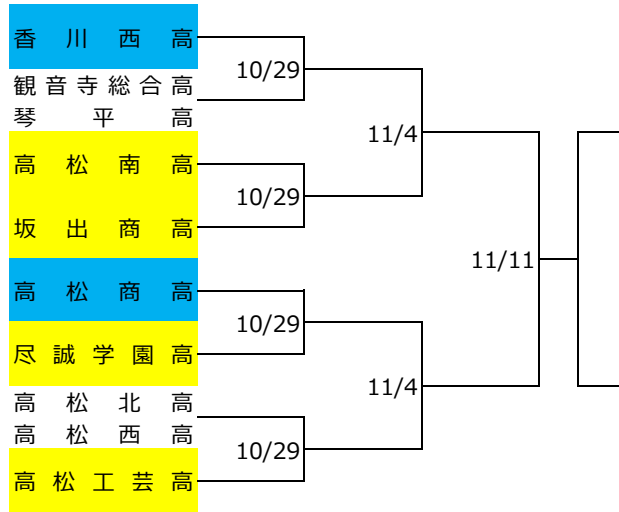 香川西高
10/29
観音寺総合高
琴平高
11/4
高松南高
10/29
坂出商高
11/11
高松商高
10/29
尽誠学園高
11/4
高松北高
高松西高
10/29
高松工芸高